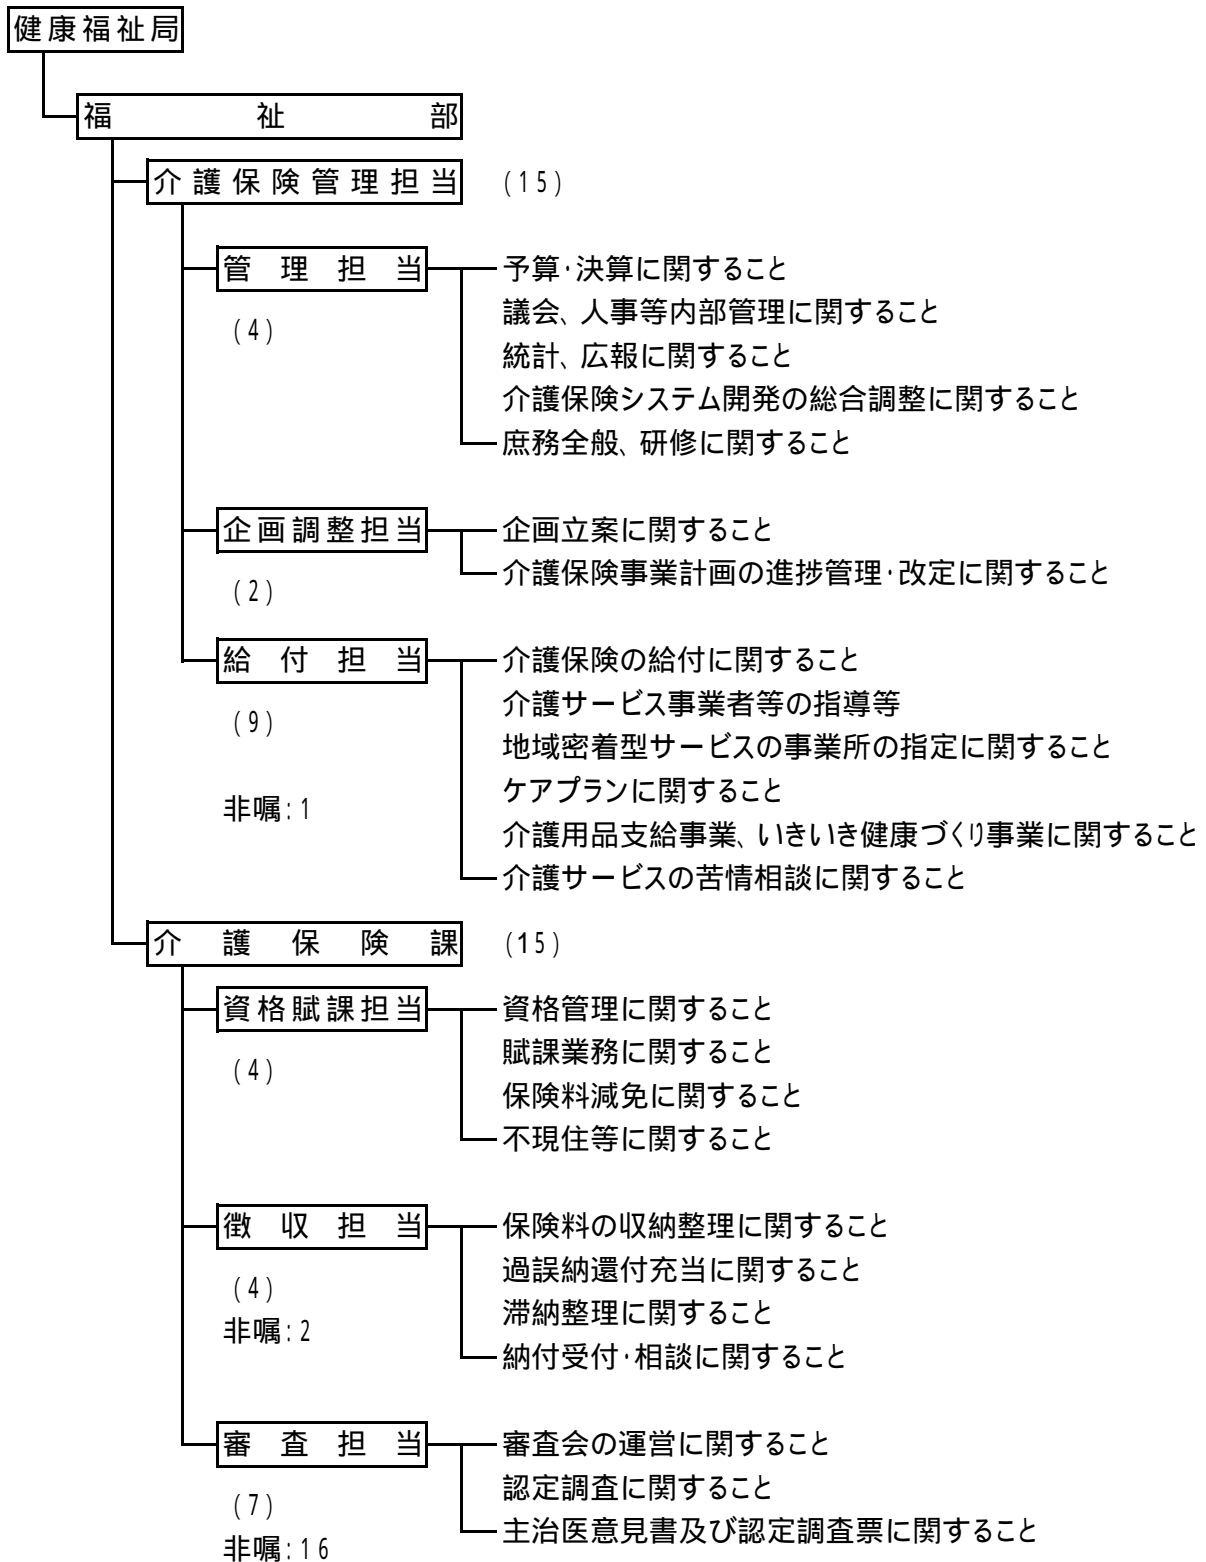 健康福祉局
福祉部
介護保険管理担当 (15)
管理担当 予算・決算に関すること
議会、人事等内部管理に関すること
(4)
統計、広報に関すること
介護保険システム開発の総合調整に関すること
庶務全般、研修に関すること
企画調整担当 企画立案に関すること
介護保険事業計画の進捗管理・改定に関すること
(2)
給付担当 介護保険の給付に関すること
介護サービス事業者等の指導等
(9)
地域密着型サービスの事業所の指定に関すること
ケアプランに関すること
非嘱:1
介護用品支給事業、いきいき健康づくり事業に関すること
介護サービスの苦情相談に関すること
介護保険課 (15)
資格賦課担当 資格管理に関すること
賦課業務に関すること
(4)
保険料減免に関すること
不現住等に関すること
徴収担当 保険料の収納整理に関すること
過誤納還付充当に関すること
(4)
滞納整理に関すること
非嘱:2
納付受付・相談に関すること
審査担当 審査会の運営に関すること
認定調査に関すること
(7)
主治医意見書及び認定調査票に関すること
非嘱:16